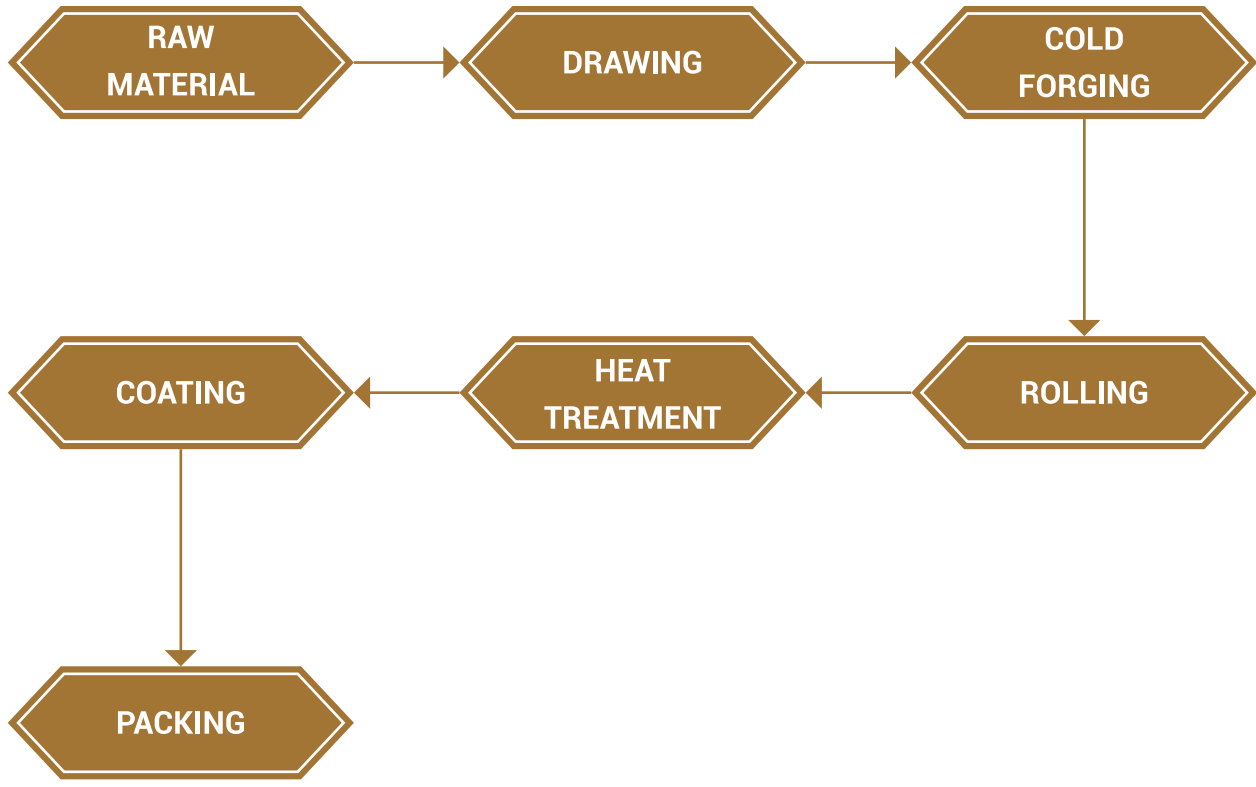 RAW
MATERIAL
DRAWING
COLD
FORGING
ROLLING
HEAT
TREATMENT
COATING
PACKING